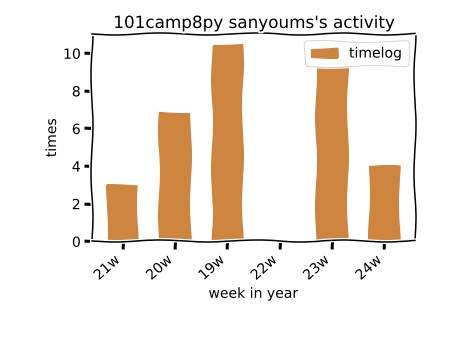 101camp8py sanyoums's activity
timelog
times
10
8
6
4
2
0
21w 20w 19w 22w 23w 24w
week in year